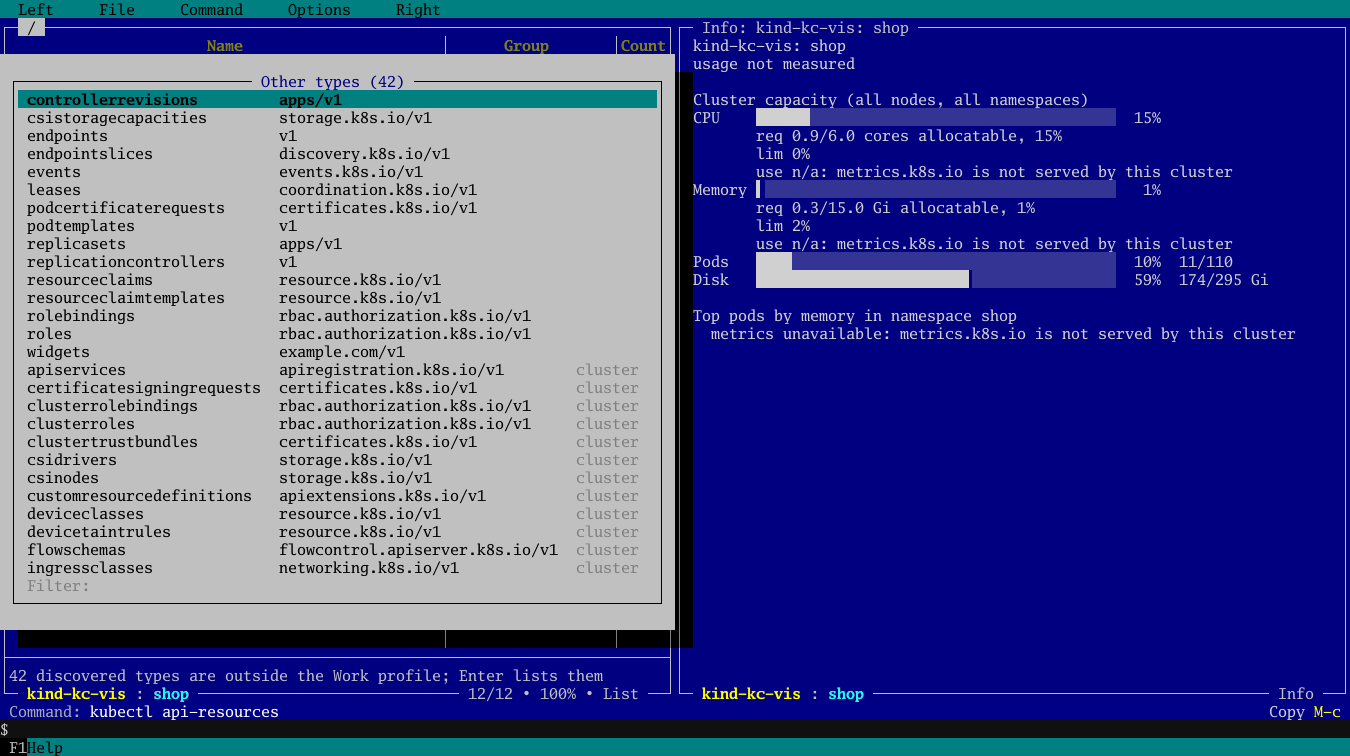 Left File Command Options Right
/
Name Group Count
Other types (42)
controllerrevisions apps/v1
csistoragecapacities storage.k8s.io/v1
endpoints v1
endpointslices discovery.k8s.io/v1
events events.k8s.io/v1
leases coordination.k8s.io/v1
podcertificaterequests certificates.k8s.io/v1
podtemplates v1
replicasets apps/v1
replicationcontrollers v1
resourceclaims resource.k8s.io/v1
resourceclaimtemplates resource.k8s.io/v1
rolebindings rbac.authorization.k8s.io/v1
roles rbac.authorization.k8s.io/v1
widgets example.com/v1
apiservices apiregistration.k8s.io/v1 cluster
certificatesigningrequests certificates.k8s.io/v1 cluster
clusterrolebindings rbac.authorization.k8s.io/v1 cluster
clusterroles rbac.authorization.k8s.io/v1 cluster
clustertrustbundles certificates.k8s.io/v1 cluster
csidrivers storage.k8s.io/v1 cluster
csinodes storage.k8s.io/v1 cluster
customresourcedefinitions apiextensions.k8s.io/v1 cluster
deviceclasses resource.k8s.io/v1 cluster
devicetaintrules resource.k8s.io/v1 cluster
flowschemas flowcontrol.apiserver.k8s.io/v1 cluster
ingressclasses networking.k8s.io/v1 cluster
Filter:
42 discovered types are outside the Work profile; Enter lists them
kind-kc-vis : shop 12/12 • 100% • List
Info: kind-kc-vis: shop
kind-kc-vis: shop
usage not measured
Cluster capacity (all nodes, all namespaces)
CPU 15%
req 0.9/6.0 cores allocatable, 15%
lim 0%
use n/a: metrics.k8s.io is not served by this cluster
Memory 1%
req 0.3/15.0 Gi allocatable, 1%
lim 2%
use n/a: metrics.k8s.io is not served by this cluster
Pods 10% 11/110
Disk 59% 174/295 Gi
Top pods by memory in namespace shop
metrics unavailable: metrics.k8s.io is not served by this cluster
kind-kc-vis : shop Info
Command: kubectl api-resources Copy M-c
$
F1Help